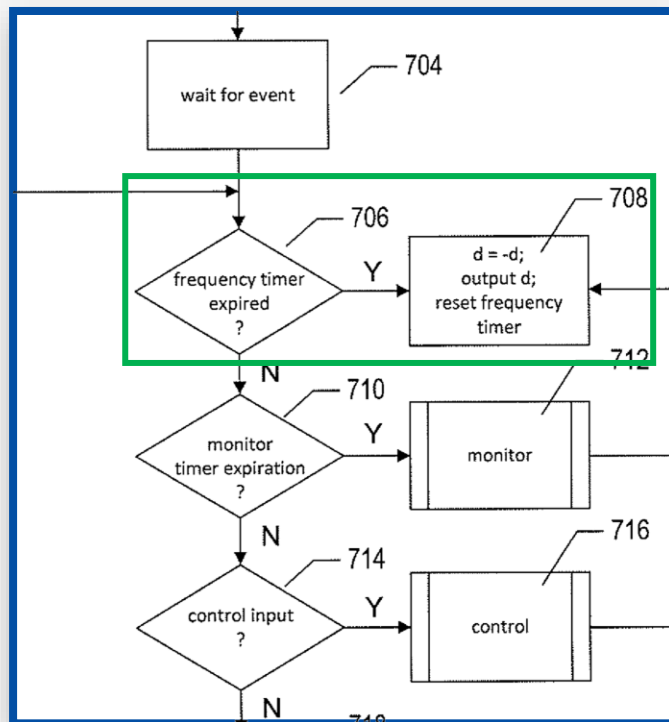 704
wait for event
706
708
frequency timer
expired
?
Y
d = -d;
output d;
reset frequency
timer
N
710
712
monitor
timer expiration
?
Y
monitor
N
714
716
control input
?
Y
control
N